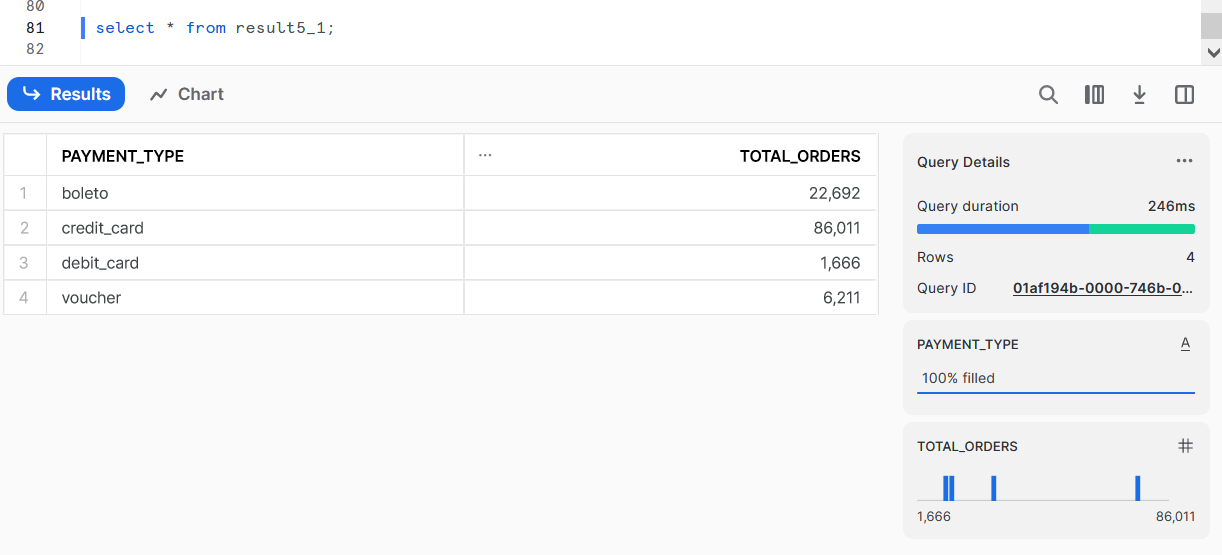 80
81 select * from result5_1;
82
Results Chart
PAYMENT_TYPE ... TOTAL_ORDERS
1 boleto 22,692
2 credit_card 86,011
3 debit_card 1,666
4 voucher 6,211
Query Details ...
Query duration 246ms
Rows 4
Query ID 01af194b-0000-746b-0...
PAYMENT_TYPE A
100% filled
TOTAL_ORDERS #
1,666 86,011